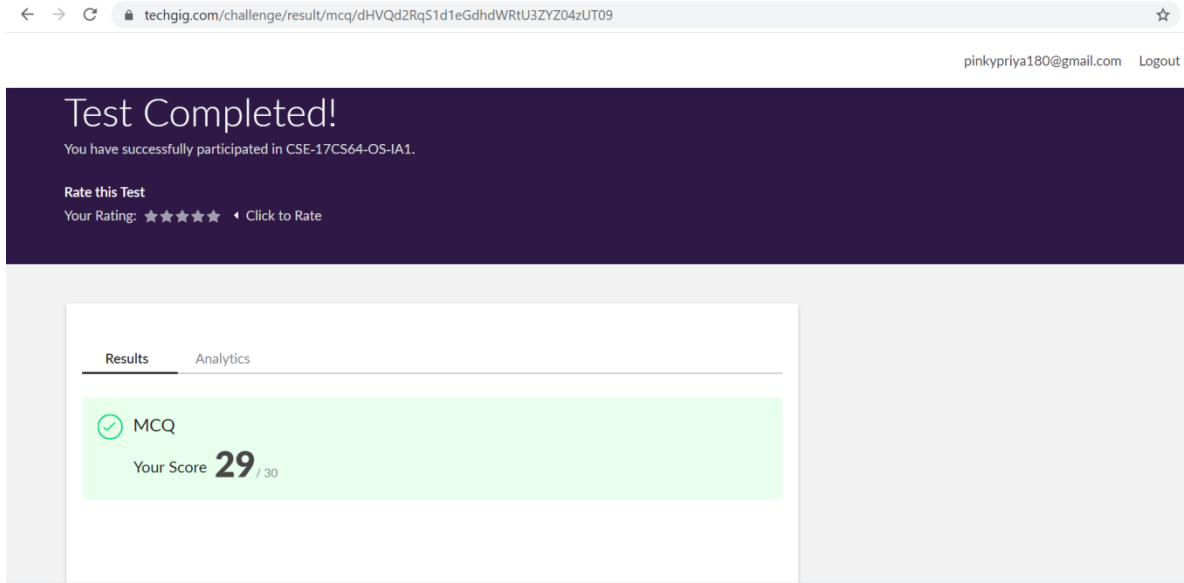 techgig.com/challenge/result/mcq/dHVQd2RqS1d1eGdhdWRtU3ZYZ04zUT09
pinkypriya180@gmail.com Logout
Test Completed!
You have successfully participated in CSE-17CS64-OS-IA1.
Rate this Test
Your Rating: Click to Rate
Results Analytics
MCQ
Your Score 29 / 30